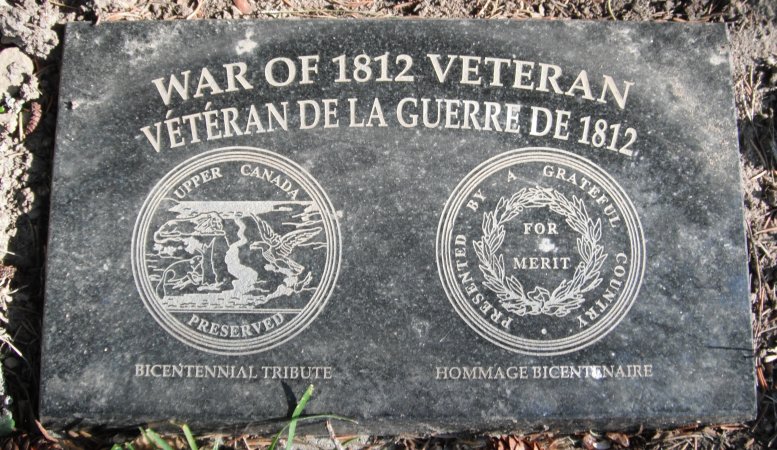 WAR OF 1812 VETERAN
VÉTÉRAN DE LA GUERRE DE 1812
UPPER CANADA
PRESERVED
PRESENTED BY A GRATEFUL COUNTRY
FOR
MERIT
BICENTENNIAL TRIBUTE
HOMMAGE BICENTENAIRE